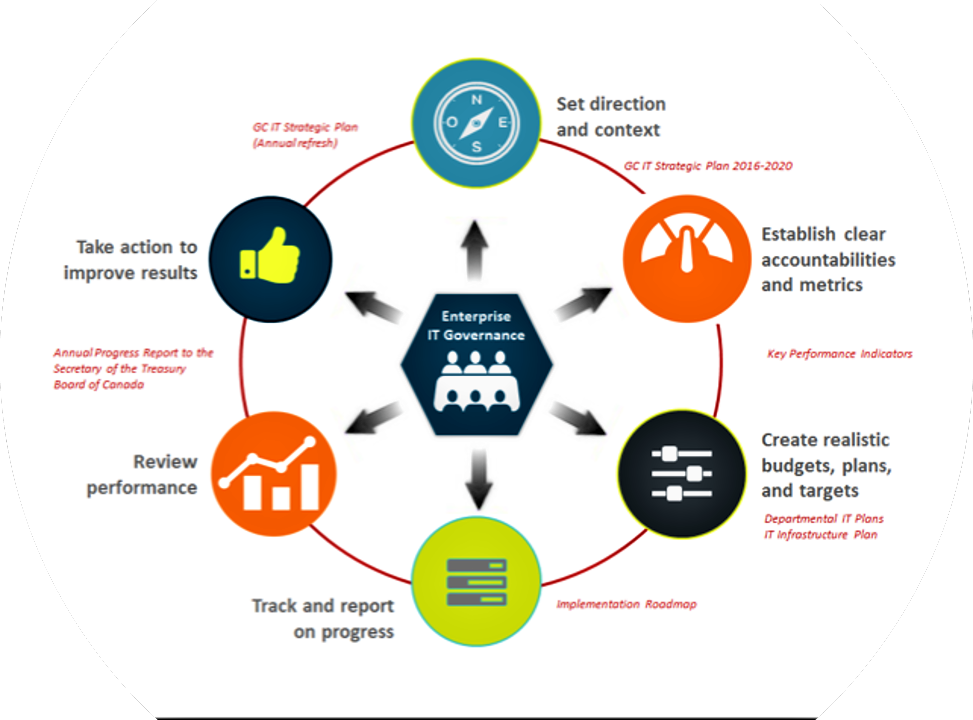 N
O
E
S
Set direction
and context
GC IT Strategic Plan
(Annual refresh)
GC IT Strategic Plan 2016-2020
Take action to
improve results
Establish clear
accountabilities
and metrics
Enterprise
IT Governance
Annual Progress Report to the
Secretary of the Treasury
Board of Canada
Key Performance Indicators
Review
performance
Create realistic
budgets, plans,
and targets
Departmental IT Plans
IT Infrastructure Plan
Track and report
on progress
Implementation Roadmap